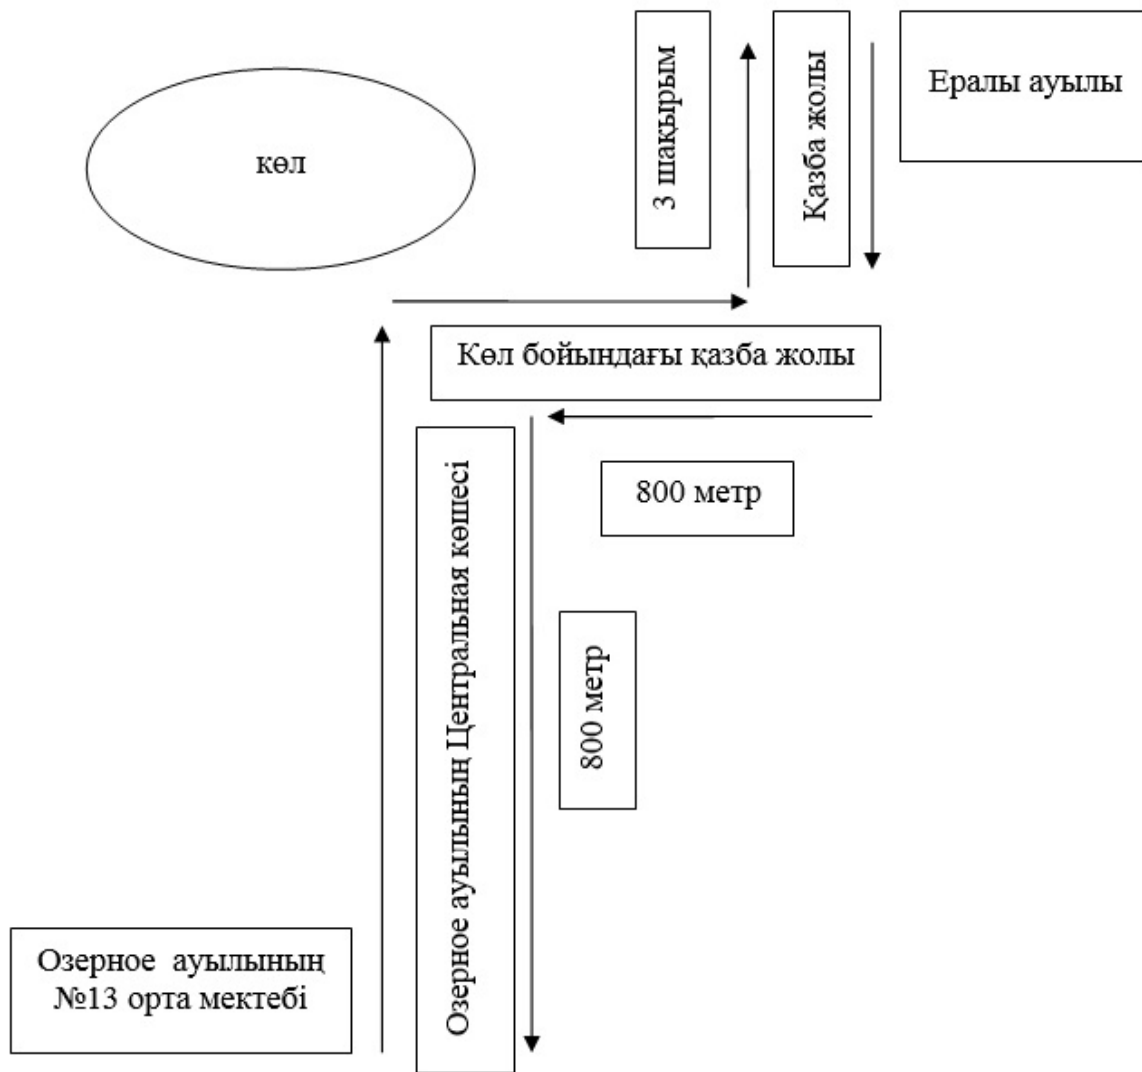 көл
3 шақырым
Қазба жолы
Ералы ауылы
Көл бойындағы қазба жолы
Озерное ауылының Центральная көшесі
800 метр
800 метр
Озерное ауылының
№13 орта мектебі